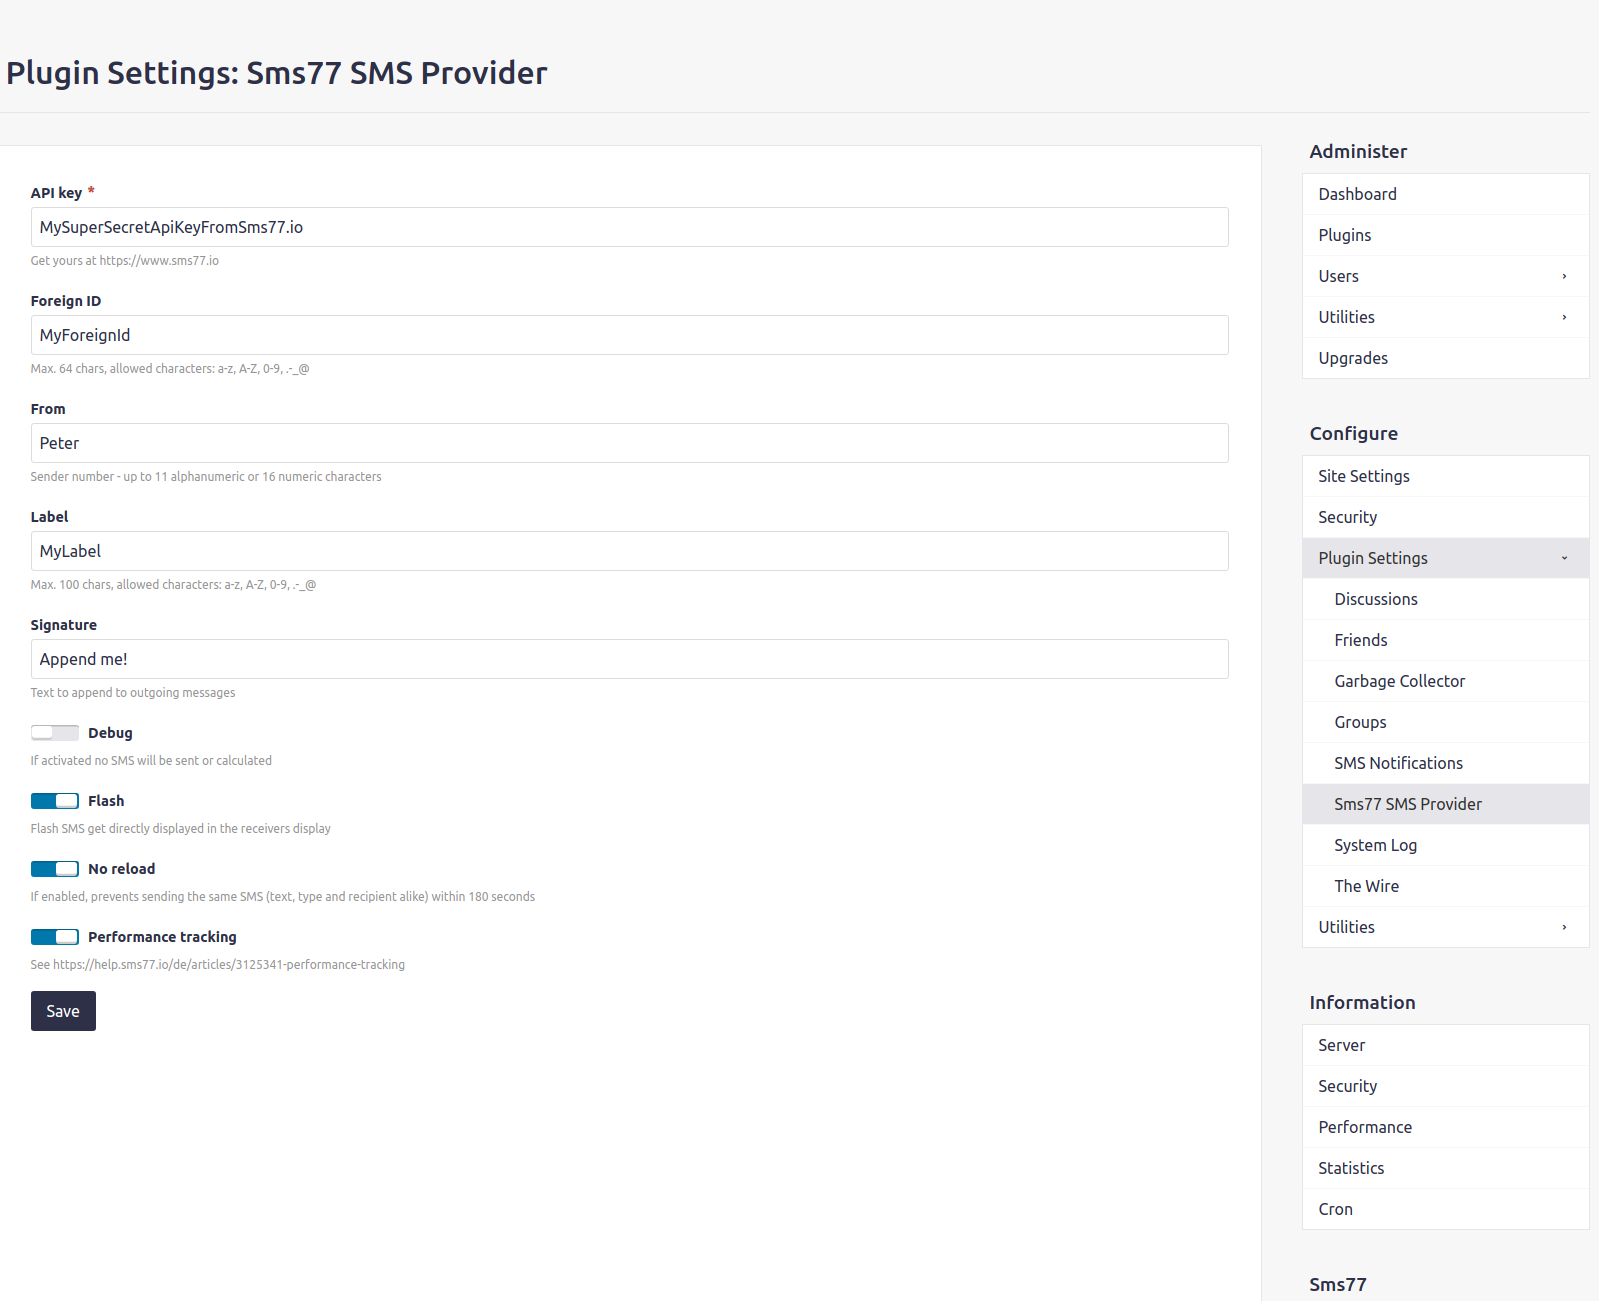 Plugin Settings: Sms77 SMS Provider
API key *
MySuperSecretApiKeyFromSms77.io
Get yours at https://www.sms77.io
Foreign ID
MyForeignId
Max. 64 chars, allowed characters: a-z, A-Z, 0-9, .-_@
From
Peter
Sender number - up to 11 alphanumeric or 16 numeric characters
Label
MyLabel
Max. 100 chars, allowed characters: a-z, A-Z, 0-9, .-_@
Signature
Append me!
Text to append to outgoing messages
Debug
If activated no SMS will be sent or calculated
Flash
Flash SMS get directly displayed in the receivers display
No reload
If enabled, prevents sending the same SMS (text, type and recipient alike) within 180 seconds
Performance tracking
See https://help.sms77.io/de/articles/3125341-performance-tracking
Save
Administer
Dashboard
Plugins
Users
Utilities
Upgrades
Configure
Site Settings
Security
Plugin Settings
Discussions
Friends
Garbage Collector
Groups
SMS Notifications
Sms77 SMS Provider
System Log
The Wire
Utilities
Information
Server
Security
Performance
Statistics
Cron
Sms77